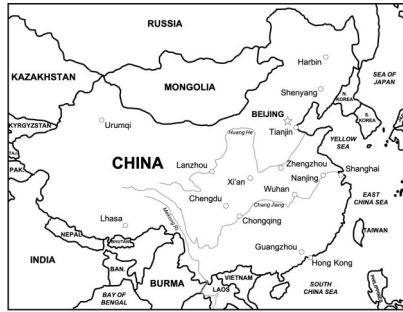 RUSSIA
Harbin
SEA OF
JAPAN
KAZAKHSTAN
MONGOLIA
Shenyang
N.
KOREA
BEIJING
S.
KOREA
KYRGYZSTAN
Urumqi
Tianjin
Huang He
YELLOW
SEA
CHINA
PAK.
Lanzhou
Zhengzhou
Xi'an
Nanjing
Shanghai
Wuhan
EAST
CHINA SEA
Chengdu
Chang Jiang
Mekong R.
Chongqing
Lhasa
NEPAL
BHUTAN
TAIWAN
Guangzhou
INDIA
BAN.
Hong Kong
BURMA
VIETNAM
LAOS
BAY OF
BENGAL
SOUTH
CHINA SEA
PHILIPPINES